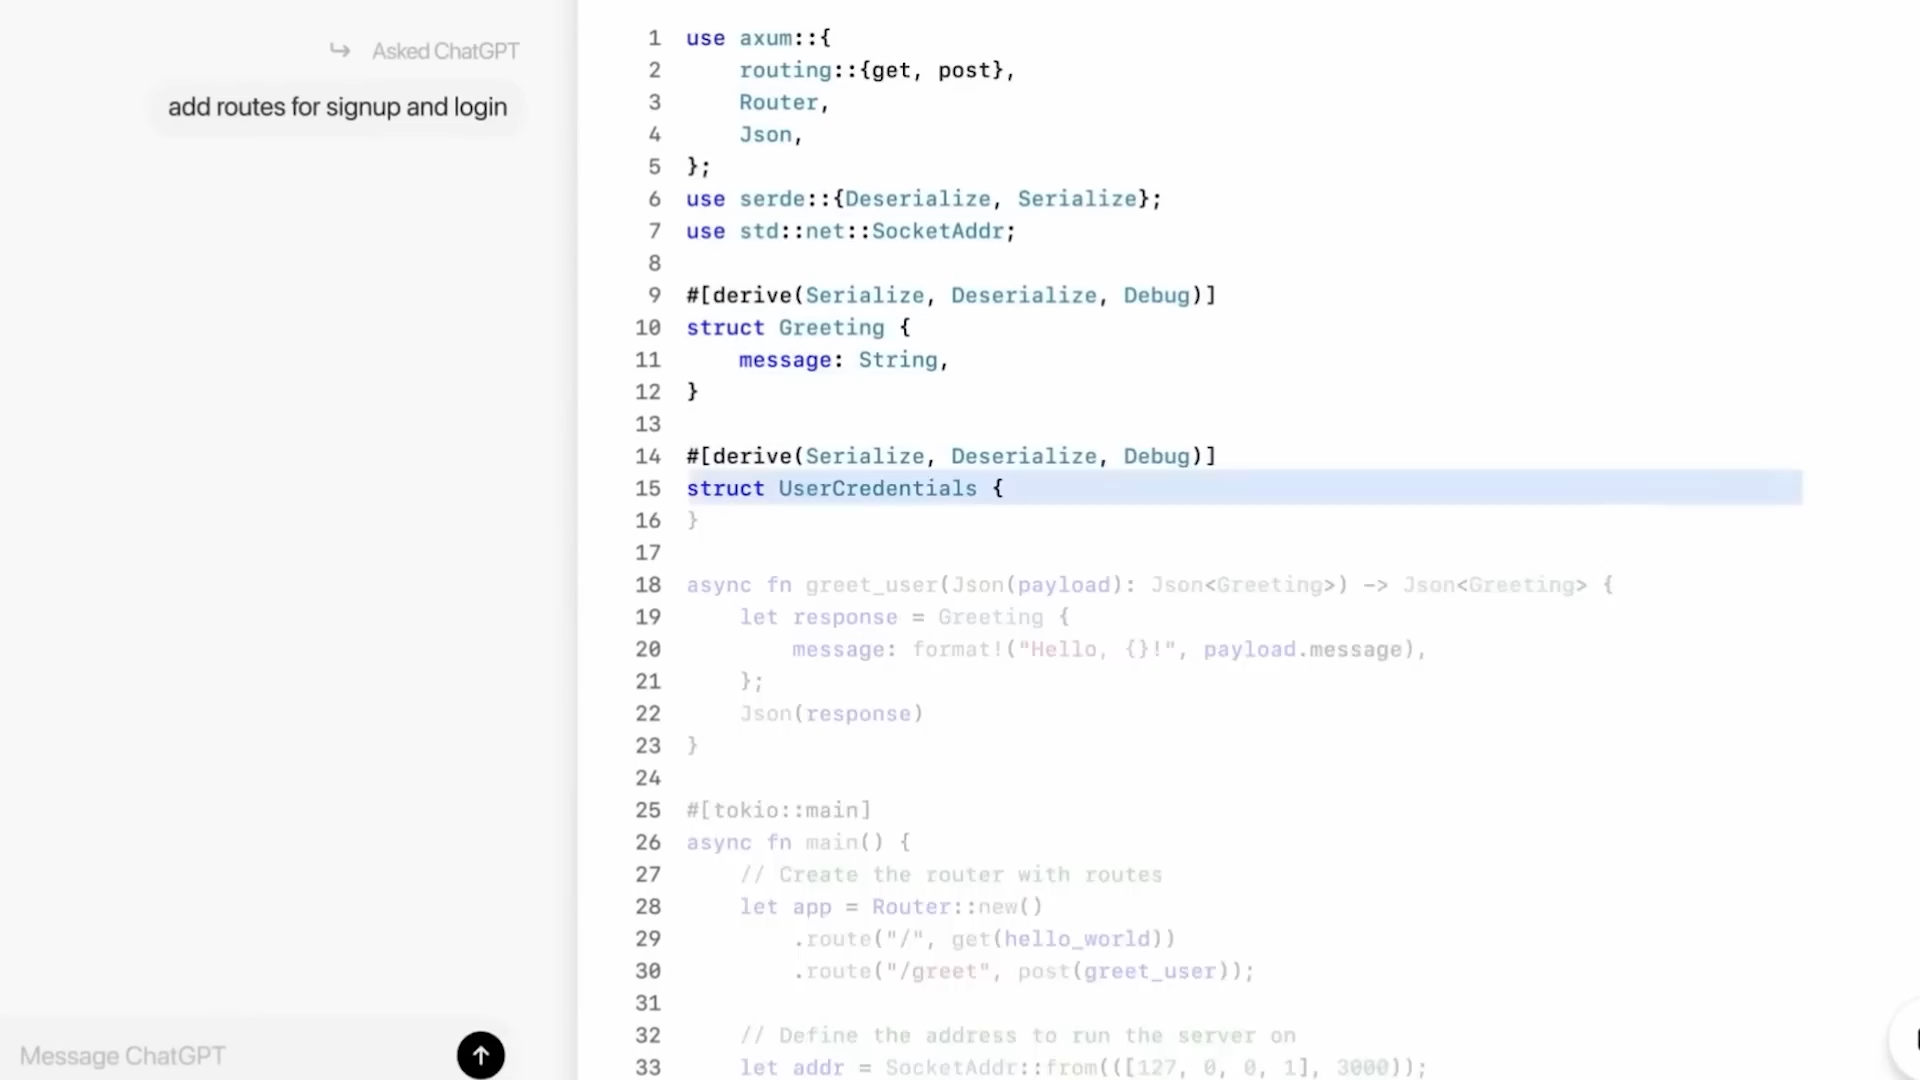 Asked ChatGPT
add routes for signup and login
Message ChatGPT
1 use axum::{
2     routing::{get, post},
3     Router,
4     Json,
5 };
6 use serde::{Deserialize, Serialize};
7 use std::net::SocketAddr;
8
9 #[derive(Serialize, Deserialize, Debug)]
10 struct Greeting {
11     message: String,
12 }
13
14 #[derive(Serialize, Deserialize, Debug)]
15 struct UserCredentials {
16 }
17
18 async fn greet_user(Json(payload): Json<Greeting>) -> Json<Greeting> {
19     let response = Greeting {
20         message: format!("Hello, {}!", payload.message),
21     };
22     Json(response)
23 }
24
25 #[tokio::main]
26 async fn main() {
27     // Create the router with routes
28     let app = Router::new()
29         .route("/", get(hello_world))
30         .route("/greet", post(greet_user));
31
32     // Define the address to run the server on
33     let addr = SocketAddr::from(([127, 0, 0, 1], 3000));